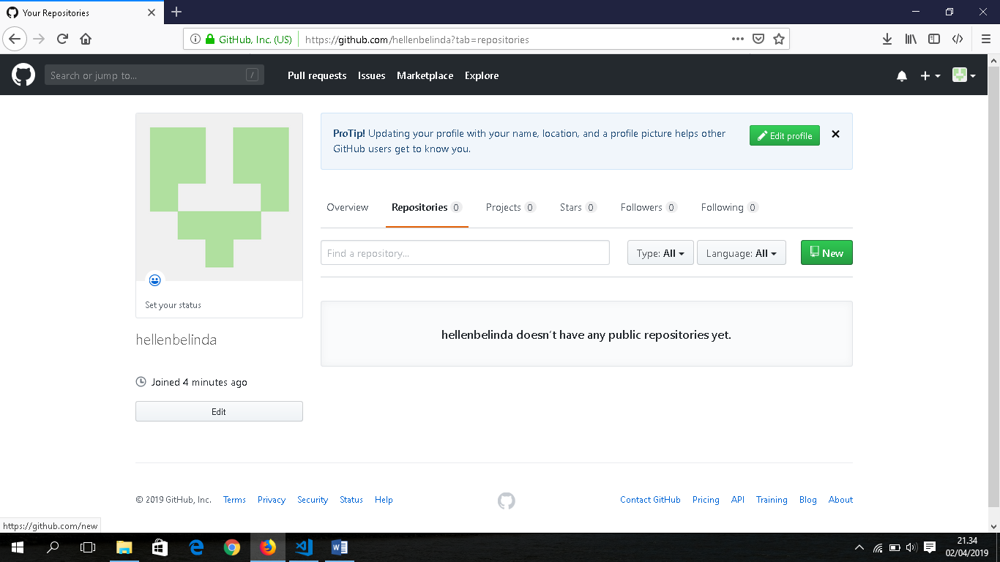 Your Repositories
GitHub, Inc. (US)
https://github.com/hellenbelinda?tab=repositories
Search or jump to...
/
Pull requests
Issues
Marketplace
Explore
ProTip! Updating your profile with your name, location, and a profile picture helps other
GitHub users get to know you.
Edit profile
Overview
Repositories 0
Projects 0
Stars 0
Followers 0
Following 0
Find a repository...
Type: All
Language: All
New
Set your status
hellenbelinda doesn’t have any public repositories yet.
hellenbelinda
Joined 4 minutes ago
Edit
© 2019 GitHub, Inc.
Terms
Privacy
Security
Status
Help
Contact GitHub
Pricing
API
Training
Blog
About
https://github.com/new
21.34
02/04/2019